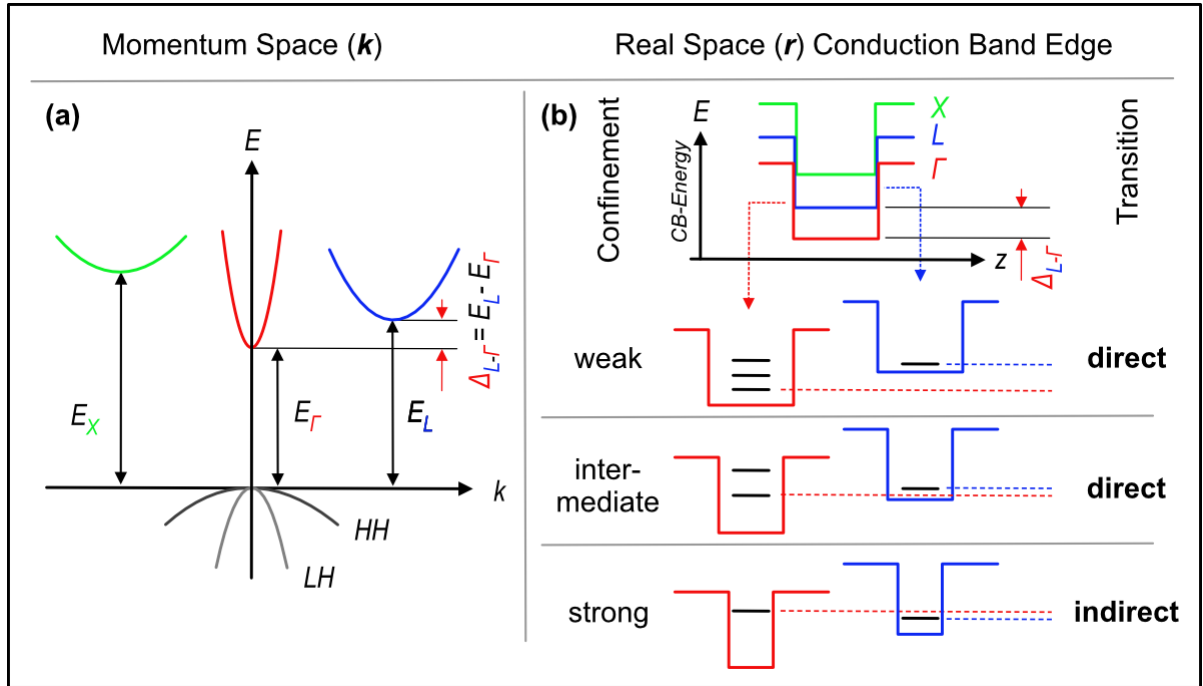 Momentum Space (k)
Real Space (r) Conduction Band Edge
(a)
E
E_X
E_Γ
E_L
Δ_L-Γ = E_L - E_Γ
k
HH
LH
(b)
Confinement
CB-Energy
E
X
L
Γ
z
Δ_L-Γ
Transition
weak
direct
inter-
mediate
direct
strong
indirect